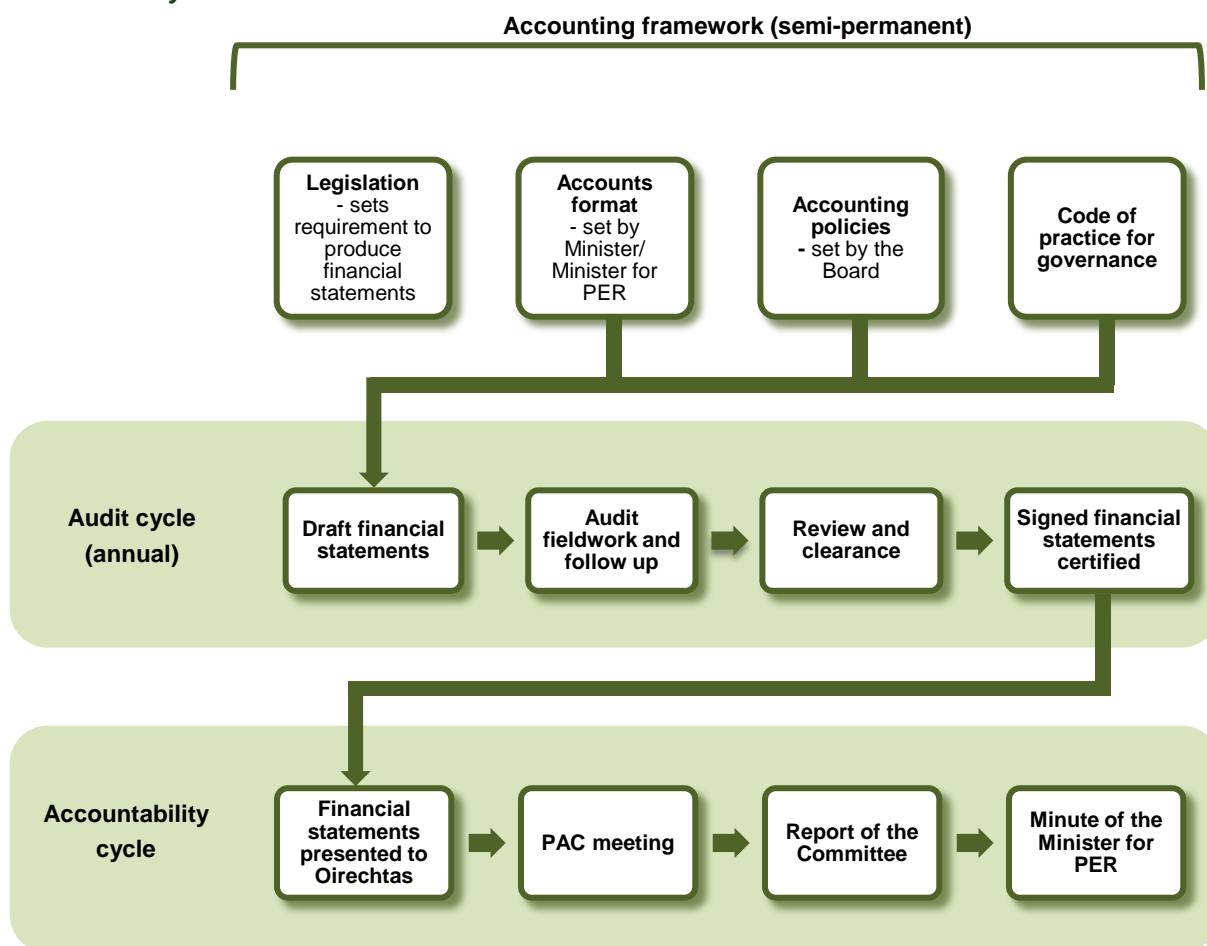 Accounting framework (semi-permanent)
Legislation
- sets
requirement to
produce
financial
statements
Accounts
format
- set by
Minister/
Minister for
PER
Accounting
policies
- set by the
Board
Code of
practice for
governance
Audit cycle
(annual)
Draft financial
statements
Audit
fieldwork and
follow up
Review and
clearance
Signed financial
statements
certified
Accountability
cycle
Financial
statements
presented to
Oirechtas
PAC meeting
Report of the
Committee
Minute of the
Minister for
PER